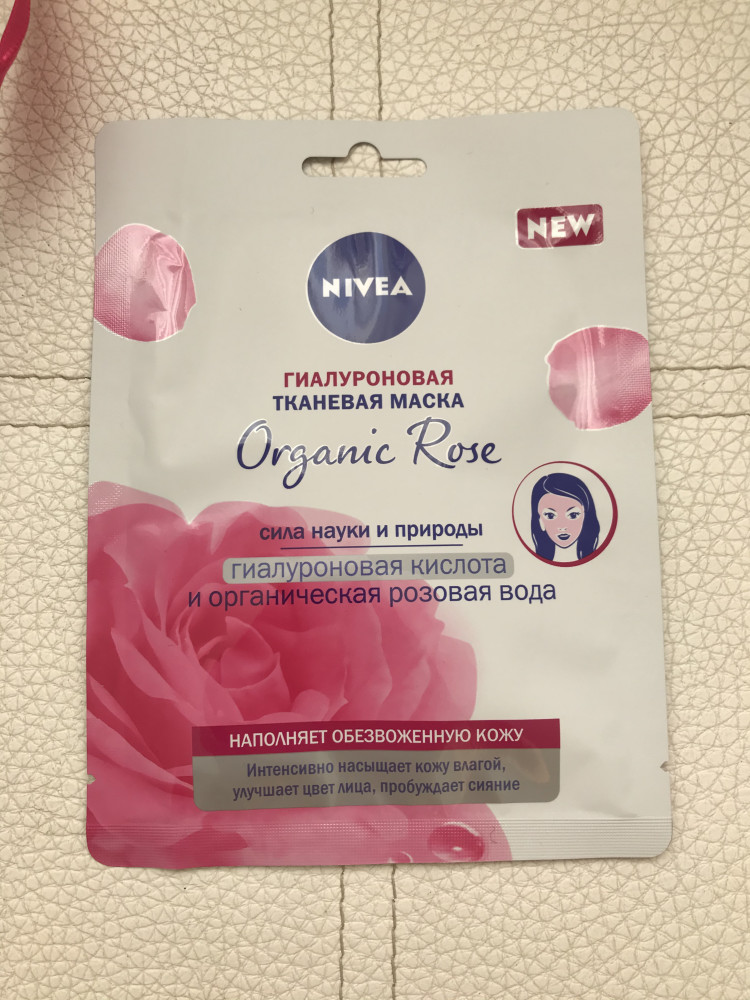 NEW
NIVEA
ГИАЛУРОНОВАЯ
ТКАНЕВАЯ МАСКА
Organic Rose
сила науки и природы
гиалуроновая кислота
и органическая розовая вода
НАПОЛНЯЕТ ОБЕЗВОЖЕННУЮ КОЖУ
Интенсивно насыщает кожу влагой,
улучшает цвет лица, пробуждает сияние